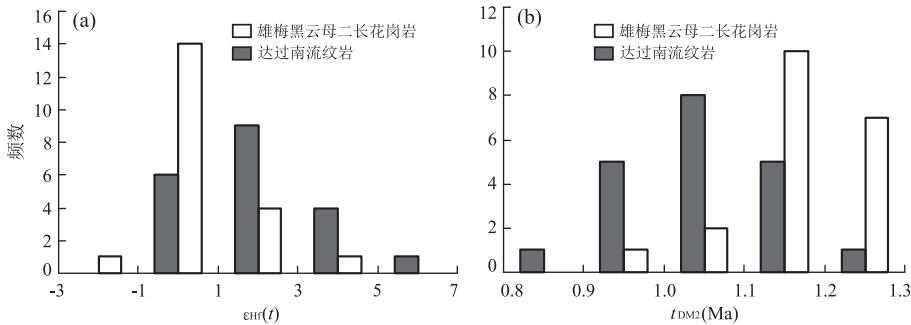 (a)
雄梅黑云母二长花岗岩
达过南流纹岩
频数
16
14
12
10
8
6
4
2
0
-3 -1 1 3 5 7
εHf(t)
(b)
雄梅黑云母二长花岗岩
达过南流纹岩
12
10
8
6
4
2
0
0.8 0.9 1.0 1.1 1.2 1.3
tDM2(Ma)